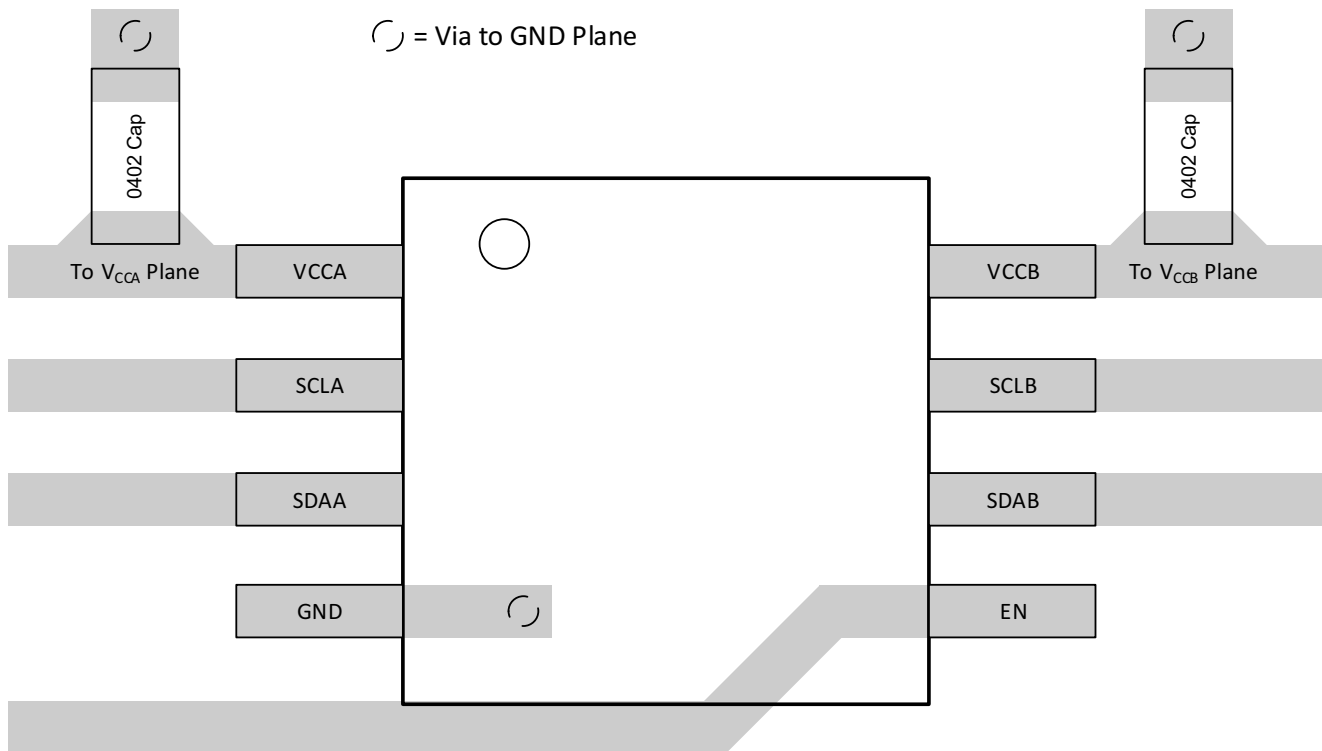 = Via to GND Plane
0402 Cap
0402 Cap
To VCCA Plane
VCCA
VCCB
To VCCB Plane
SCLA
SCLB
SDAA
SDAB
GND
EN